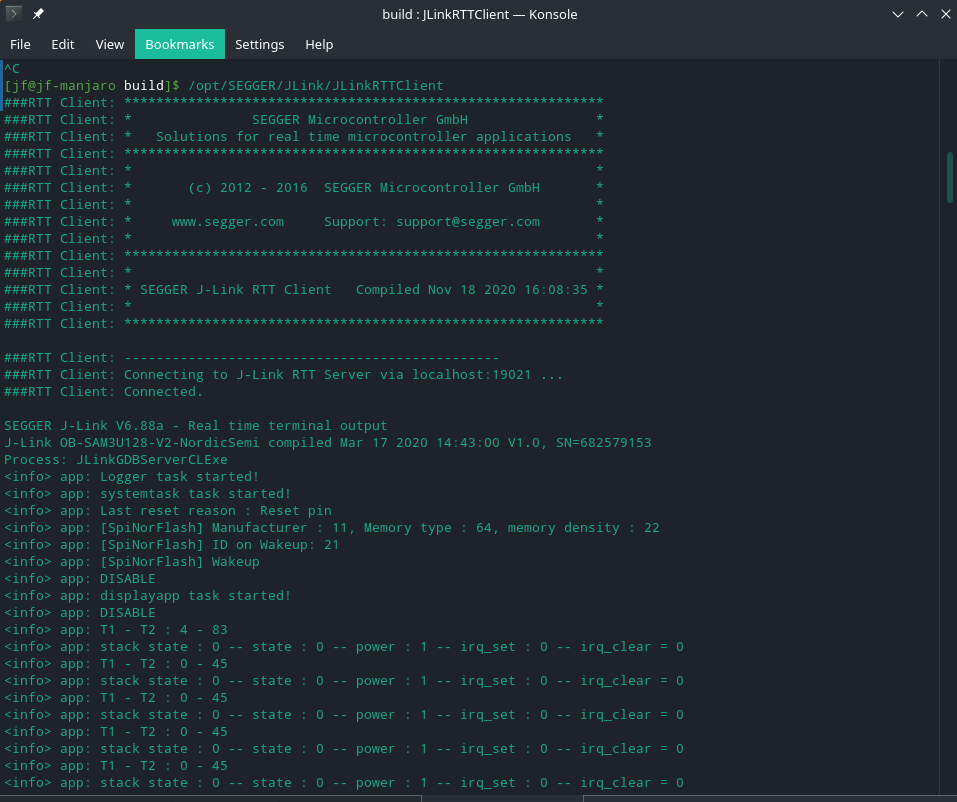 build : JLinkRTTClient — Konsole
File Edit View Bookmarks Settings Help
^C
[jf@jf-manjaro build]$ /opt/SEGGER/JLink/JLinkRTTClient
###RTT Client: ************************************************************
###RTT Client: *               SEGGER Microcontroller GmbH                *
###RTT Client: *   Solutions for real time microcontroller applications   *
###RTT Client: ************************************************************
###RTT Client: *                                                          *
###RTT Client: *       (c) 2012 - 2016  SEGGER Microcontroller GmbH       *
###RTT Client: *                                                          *
###RTT Client: *     www.segger.com     Support: support@segger.com       *
###RTT Client: *                                                          *
###RTT Client: ************************************************************
###RTT Client: *                                                          *
###RTT Client: * SEGGER J-Link RTT Client   Compiled Nov 18 2020 16:08:35 *
###RTT Client: *                                                          *
###RTT Client: ************************************************************
###RTT Client: -----------------------------------------------
###RTT Client: Connecting to J-Link RTT Server via localhost:19021 ...
###RTT Client: Connected.
SEGGER J-Link V6.88a - Real time terminal output
J-Link OB-SAM3U128-V2-NordicSemi compiled Mar 17 2020 14:43:00 V1.0, SN=682579153
Process: JLinkGDBServerCLExe
<info> app: Logger task started!
<info> app: systemtask task started!
<info> app: Last reset reason : Reset pin
<info> app: [SpiNorFlash] Manufacturer : 11, Memory type : 64, memory density : 22
<info> app: [SpiNorFlash] ID on Wakeup: 21
<info> app: [SpiNorFlash] Wakeup
<info> app: DISABLE
<info> app: displayapp task started!
<info> app: DISABLE
<info> app: T1 - T2 : 4 - 83
<info> app: stack state : 0 -- state : 0 -- power : 1 -- irq_set : 0 -- irq_clear = 0
<info> app: T1 - T2 : 0 - 45
<info> app: stack state : 0 -- state : 0 -- power : 1 -- irq_set : 0 -- irq_clear = 0
<info> app: T1 - T2 : 0 - 45
<info> app: stack state : 0 -- state : 0 -- power : 1 -- irq_set : 0 -- irq_clear = 0
<info> app: T1 - T2 : 0 - 45
<info> app: stack state : 0 -- state : 0 -- power : 1 -- irq_set : 0 -- irq_clear = 0
<info> app: T1 - T2 : 0 - 45
<info> app: stack state : 0 -- state : 0 -- power : 1 -- irq_set : 0 -- irq_clear = 0